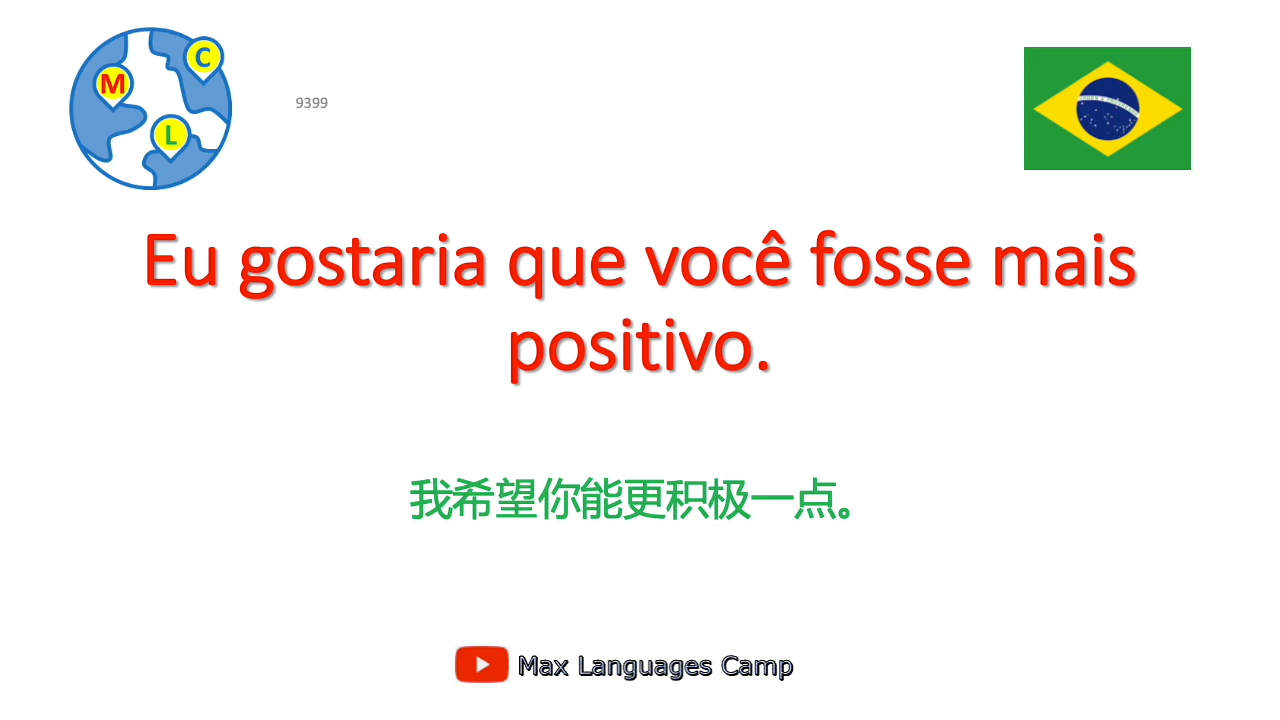 M
C
L
9399
Eu gostaria que você fosse mais
positivo.
我希望你能更积极一点。
Max Languages Camp